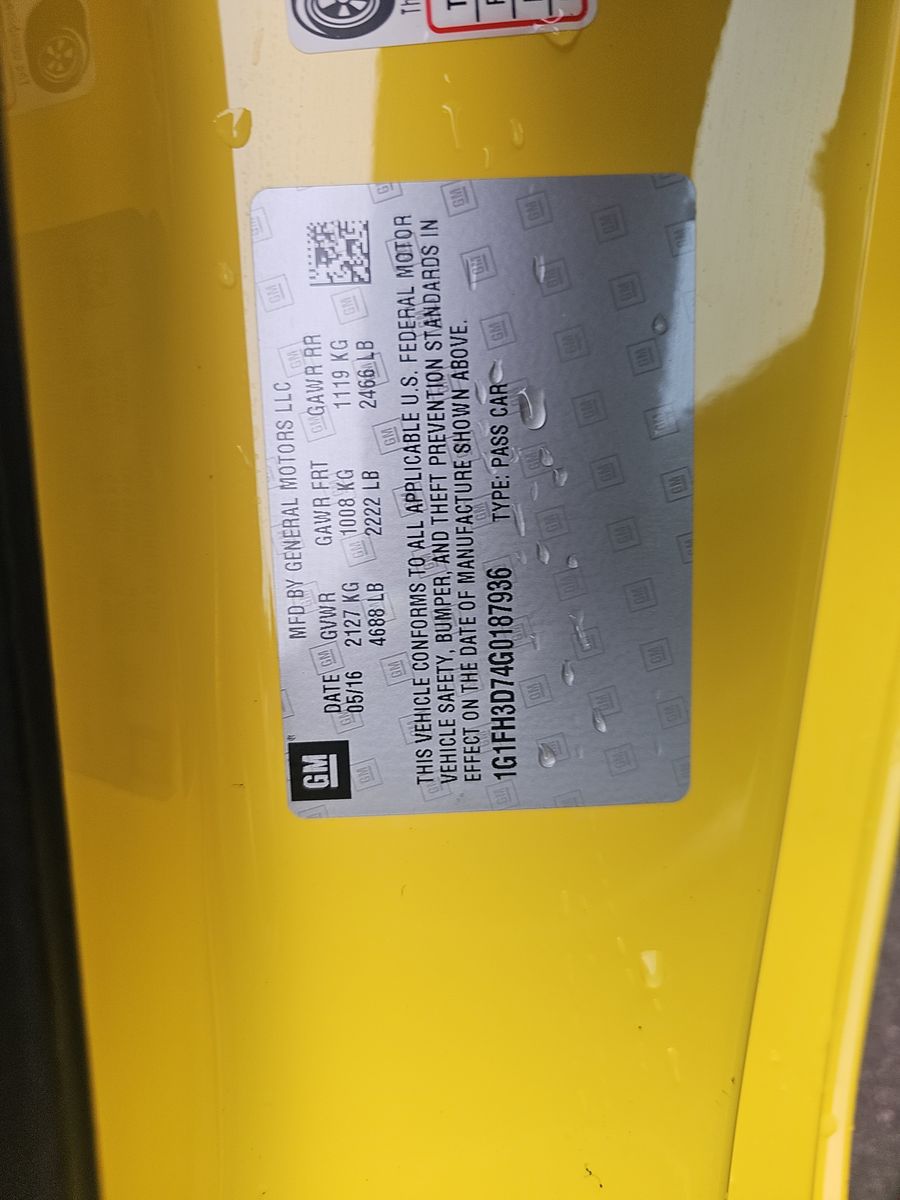 GM
MFD BY GENERAL MOTORS LLC
DATE GVWR GAWR FRT GAWR RR
05/16 2127 KG 1008 KG 1119 KG
4688 LB 2222 LB 2466 LB
THIS VEHICLE CONFORMS TO ALL APPLICABLE U.S. FEDERAL MOTOR
VEHICLE SAFETY, BUMPER, AND THEFT PREVENTION STANDARDS IN
EFFECT ON THE DATE OF MANUFACTURE SHOWN ABOVE.
1G1FH3D74G0187936 TYPE: PASS CAR